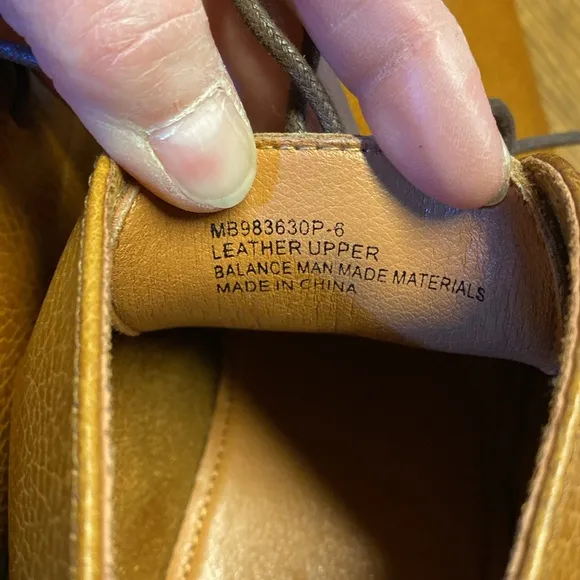 MB983630P-6
LEATHER UPPER
BALANCE MAN MADE MATERIALS
MADE IN CHINA